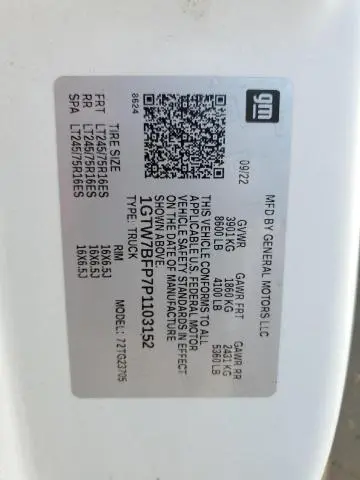 gm
MFD BY GENERAL MOTORS LLC
09/22
GVWR
3901 KG
8600 LB
GAWR FRT
1860 KG
4100 LB
GAWR RR
2431 KG
5360 LB
THIS VEHICLE CONFORMS TO ALL
APPLICABLE U.S. FEDERAL MOTOR
VEHICLE SAFETY STANDARDS IN EFFECT
ON THE DATE OF MANUFACTURE
SHOWN ABOVE.
1GTW7BFP7P1103152
TYPE: TRUCK
8624
MODEL: 72TG23705
TIRE SIZE RIM
FRT LT245/75R16ES 16X6.5J
RR LT245/75R16ES 16X6.5J
SPA LT245/75R16ES 16X6.5J